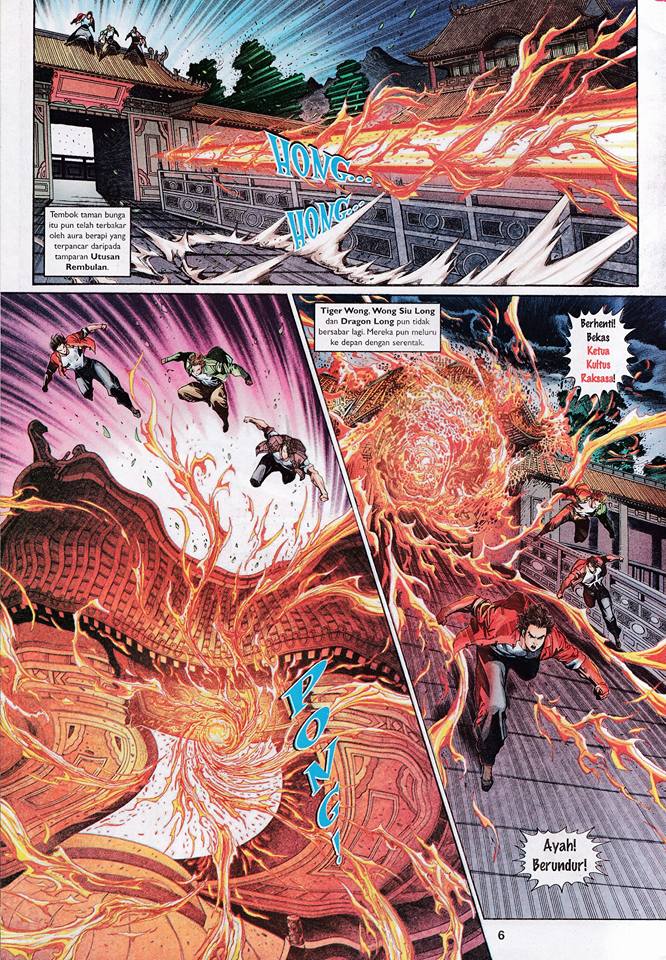 HONG...
HONG...
Tembok taman bunga
itu pun telah terbakar
oleh aura berapi yang
terpancar daripada
tamparan Utusan
Rembulan.
PONG!
Tiger Wong, Wong Siu Long
dan Dragon Long pun tidak
bersabar lagi. Mereka pun meluru
ke depan dengan serentak.
Berhenti!
Bekas
Ketua
Kultus
Raksasa!
Ayah!
Berundur!
6